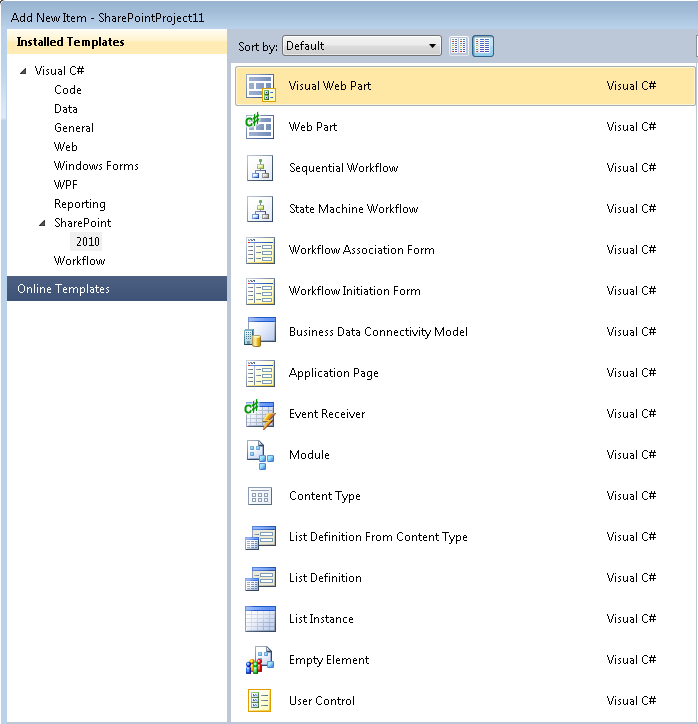 Add New Item - SharePointProject11
Installed Templates
Visual C#
Code
Data
General
Web
Windows Forms
WPF
Reporting
SharePoint
2010
Workflow
Online Templates
Sort by: Default
Visual Web Part Visual C#
Web Part Visual C#
Sequential Workflow Visual C#
State Machine Workflow Visual C#
Workflow Association Form Visual C#
Workflow Initiation Form Visual C#
Business Data Connectivity Model Visual C#
Application Page Visual C#
Event Receiver Visual C#
Module Visual C#
Content Type Visual C#
List Definition From Content Type Visual C#
List Definition Visual C#
List Instance Visual C#
Empty Element Visual C#
User Control Visual C#